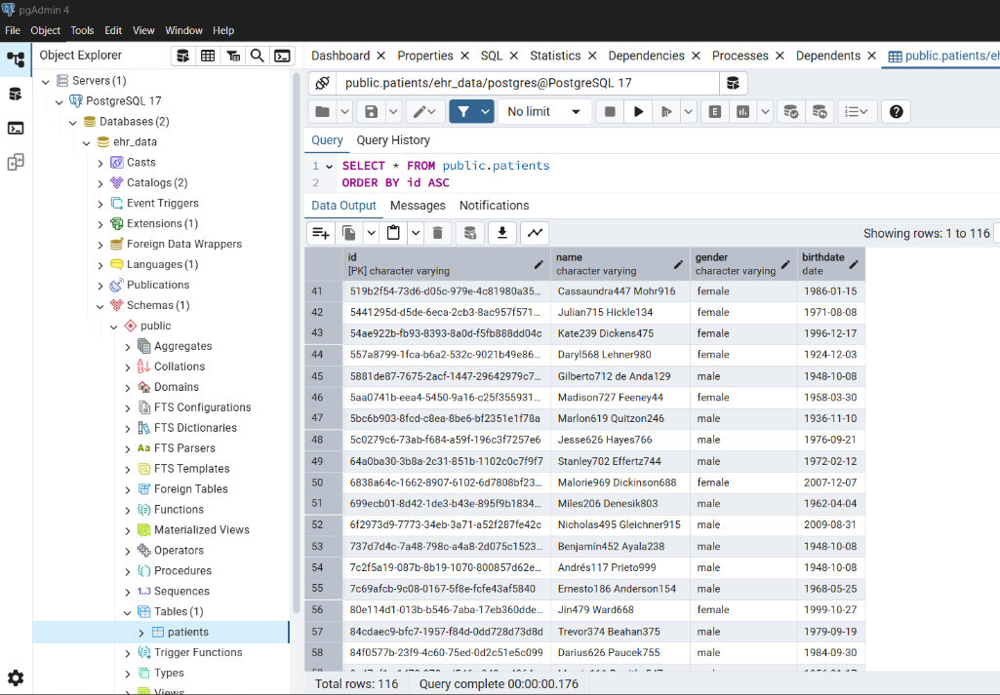 pgAdmin 4
File Object Tools Edit View Window Help
Object Explorer
Servers (1)
PostgreSQL 17
Databases (2)
ehr_data
Casts
Catalogs (2)
Event Triggers
Extensions (1)
Foreign Data Wrappers
Languages (1)
Publications
Schemas (1)
public
Aggregates
Collations
Domains
FTS Configurations
FTS Dictionaries
Aa FTS Parsers
FTS Templates
Foreign Tables
Functions
Materialized Views
Operators
Procedures
1..3 Sequences
Tables (1)
patients
Trigger Functions
Types
Views
Dashboard Properties SQL Statistics Dependencies Processes Dependents public.patients/eh
public.patients/ehr_data/postgres@PostgreSQL 17
No limit E
Query Query History
1 SELECT * FROM public.patients
2 ORDER BY id ASC
Data Output Messages Notifications
Showing rows: 1 to 116
id name gender birthdate
[PK] character varying character varying character varying date
41 519b2f54-73d6-d05c-979e-4c81980a35... Cassaundra447 Mohr916 female 1986-01-15
42 5441295d-d5de-6eca-2cb3-8ac957f571... Julian715 Hickle134 female 1971-08-08
43 54ae922b-fb93-8393-8a0d-f5fb888dd04c Kate239 Dickens475 female 1996-12-17
44 557a8799-1fca-b6a2-532c-9021b49e86... Daryl568 Lehner980 female 1924-12-03
45 5881de87-7675-2acf-1447-29642979c7... Gilberto712 de Anda129 male 1948-10-08
46 5aa0741b-eea4-5450-9a16-c25f355931... Madison727 Feeney44 female 1958-03-30
47 5bc6b903-8fcd-c8ea-8be6-bf2351e1f78a Marlon619 Quitzon246 male 1936-11-10
48 5c0279c6-73ab-f684-a59f-196c3f7257e6 Jesse626 Hayes766 male 1976-09-21
49 64a0ba30-3b8a-2c31-851b-1102c0c7f9f7 Stanley702 Effertz744 male 1972-02-12
50 6838a64c-1662-8907-6102-6d7808bf23... Malorie969 Dickinson688 female 2007-12-07
51 699ecb01-8d42-1de3-b43e-895f9b1834... Miles206 Denesik803 male 1962-04-04
52 6f2973d9-7773-34eb-3a71-a52f287fe42c Nicholas495 Gleichner915 male 2009-08-31
53 737d7d4c-7a48-798c-a4a8-2d075c1523... Benjamín452 Ayala238 male 1948-10-08
54 7c2f5a19-087b-8b19-1070-800857d62e... Andrés117 Prieto999 male 1948-10-08
55 7c69afcb-9c08-0167-5f8e-fcfe43af5840 Ernesto186 Anderson154 male 1968-05-25
56 80e114d1-013b-b546-7aba-17eb360dde... Jin479 Ward668 female 1999-10-27
57 84cdaec9-bfc7-1957-f84d-0dd728d73d8d Trevor374 Beahan375 male 1979-09-19
58 84f0577b-23f9-4c60-75ed-0d2c51e5c099 Darius626 Paucek755 male 1984-09-30
Total rows: 116 Query complete 00:00:00.176